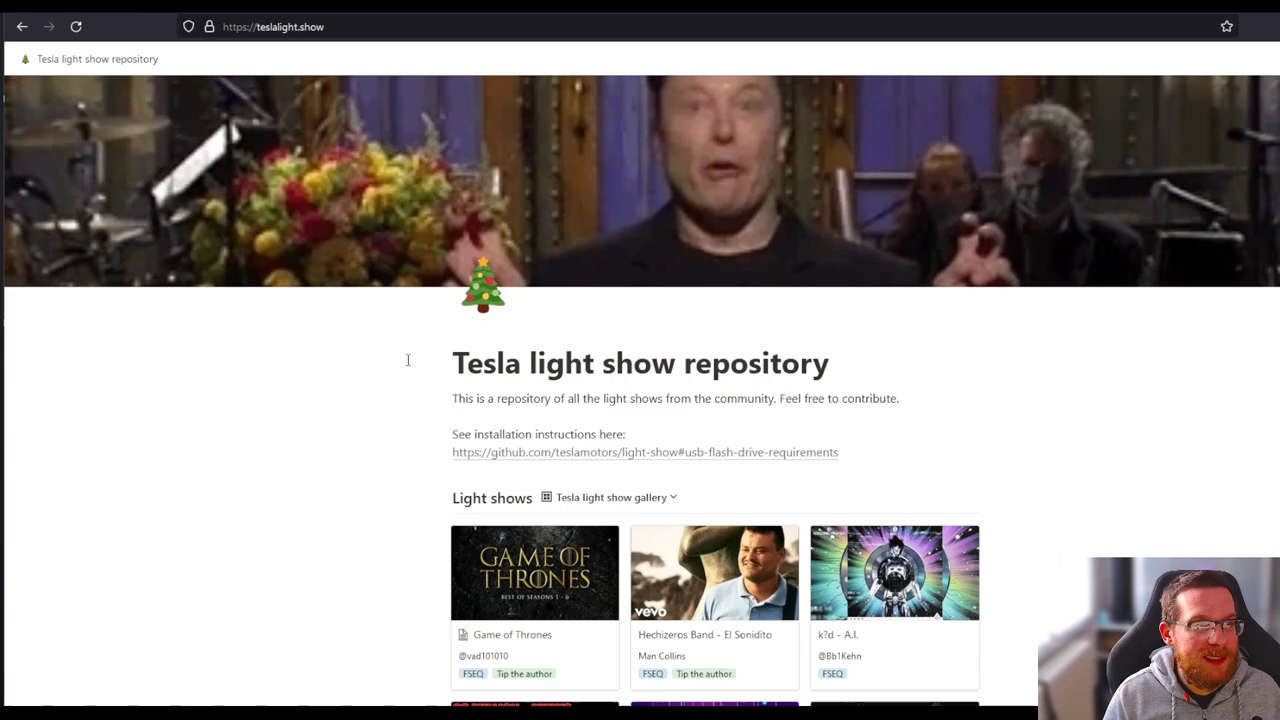 https://teslalight.show
Tesla light show repository
Tesla light show repository
This is a repository of all the light shows from the community. Feel free to contribute.
See installation instructions here:
https://github.com/teslamotors/light-show#usb-flash-drive-requirements
Light shows Tesla light show gallery
GAME OF
THRONES
BEST OF SEASONS 1 - 6
vevo
Game of Thrones
@vad101010
FSEQ Tip the author
Hechizeros Band - El Sonidito
Man Collins
FSEQ Tip the author
k?d - A.I.
@Bb1Kehn
FSEQ